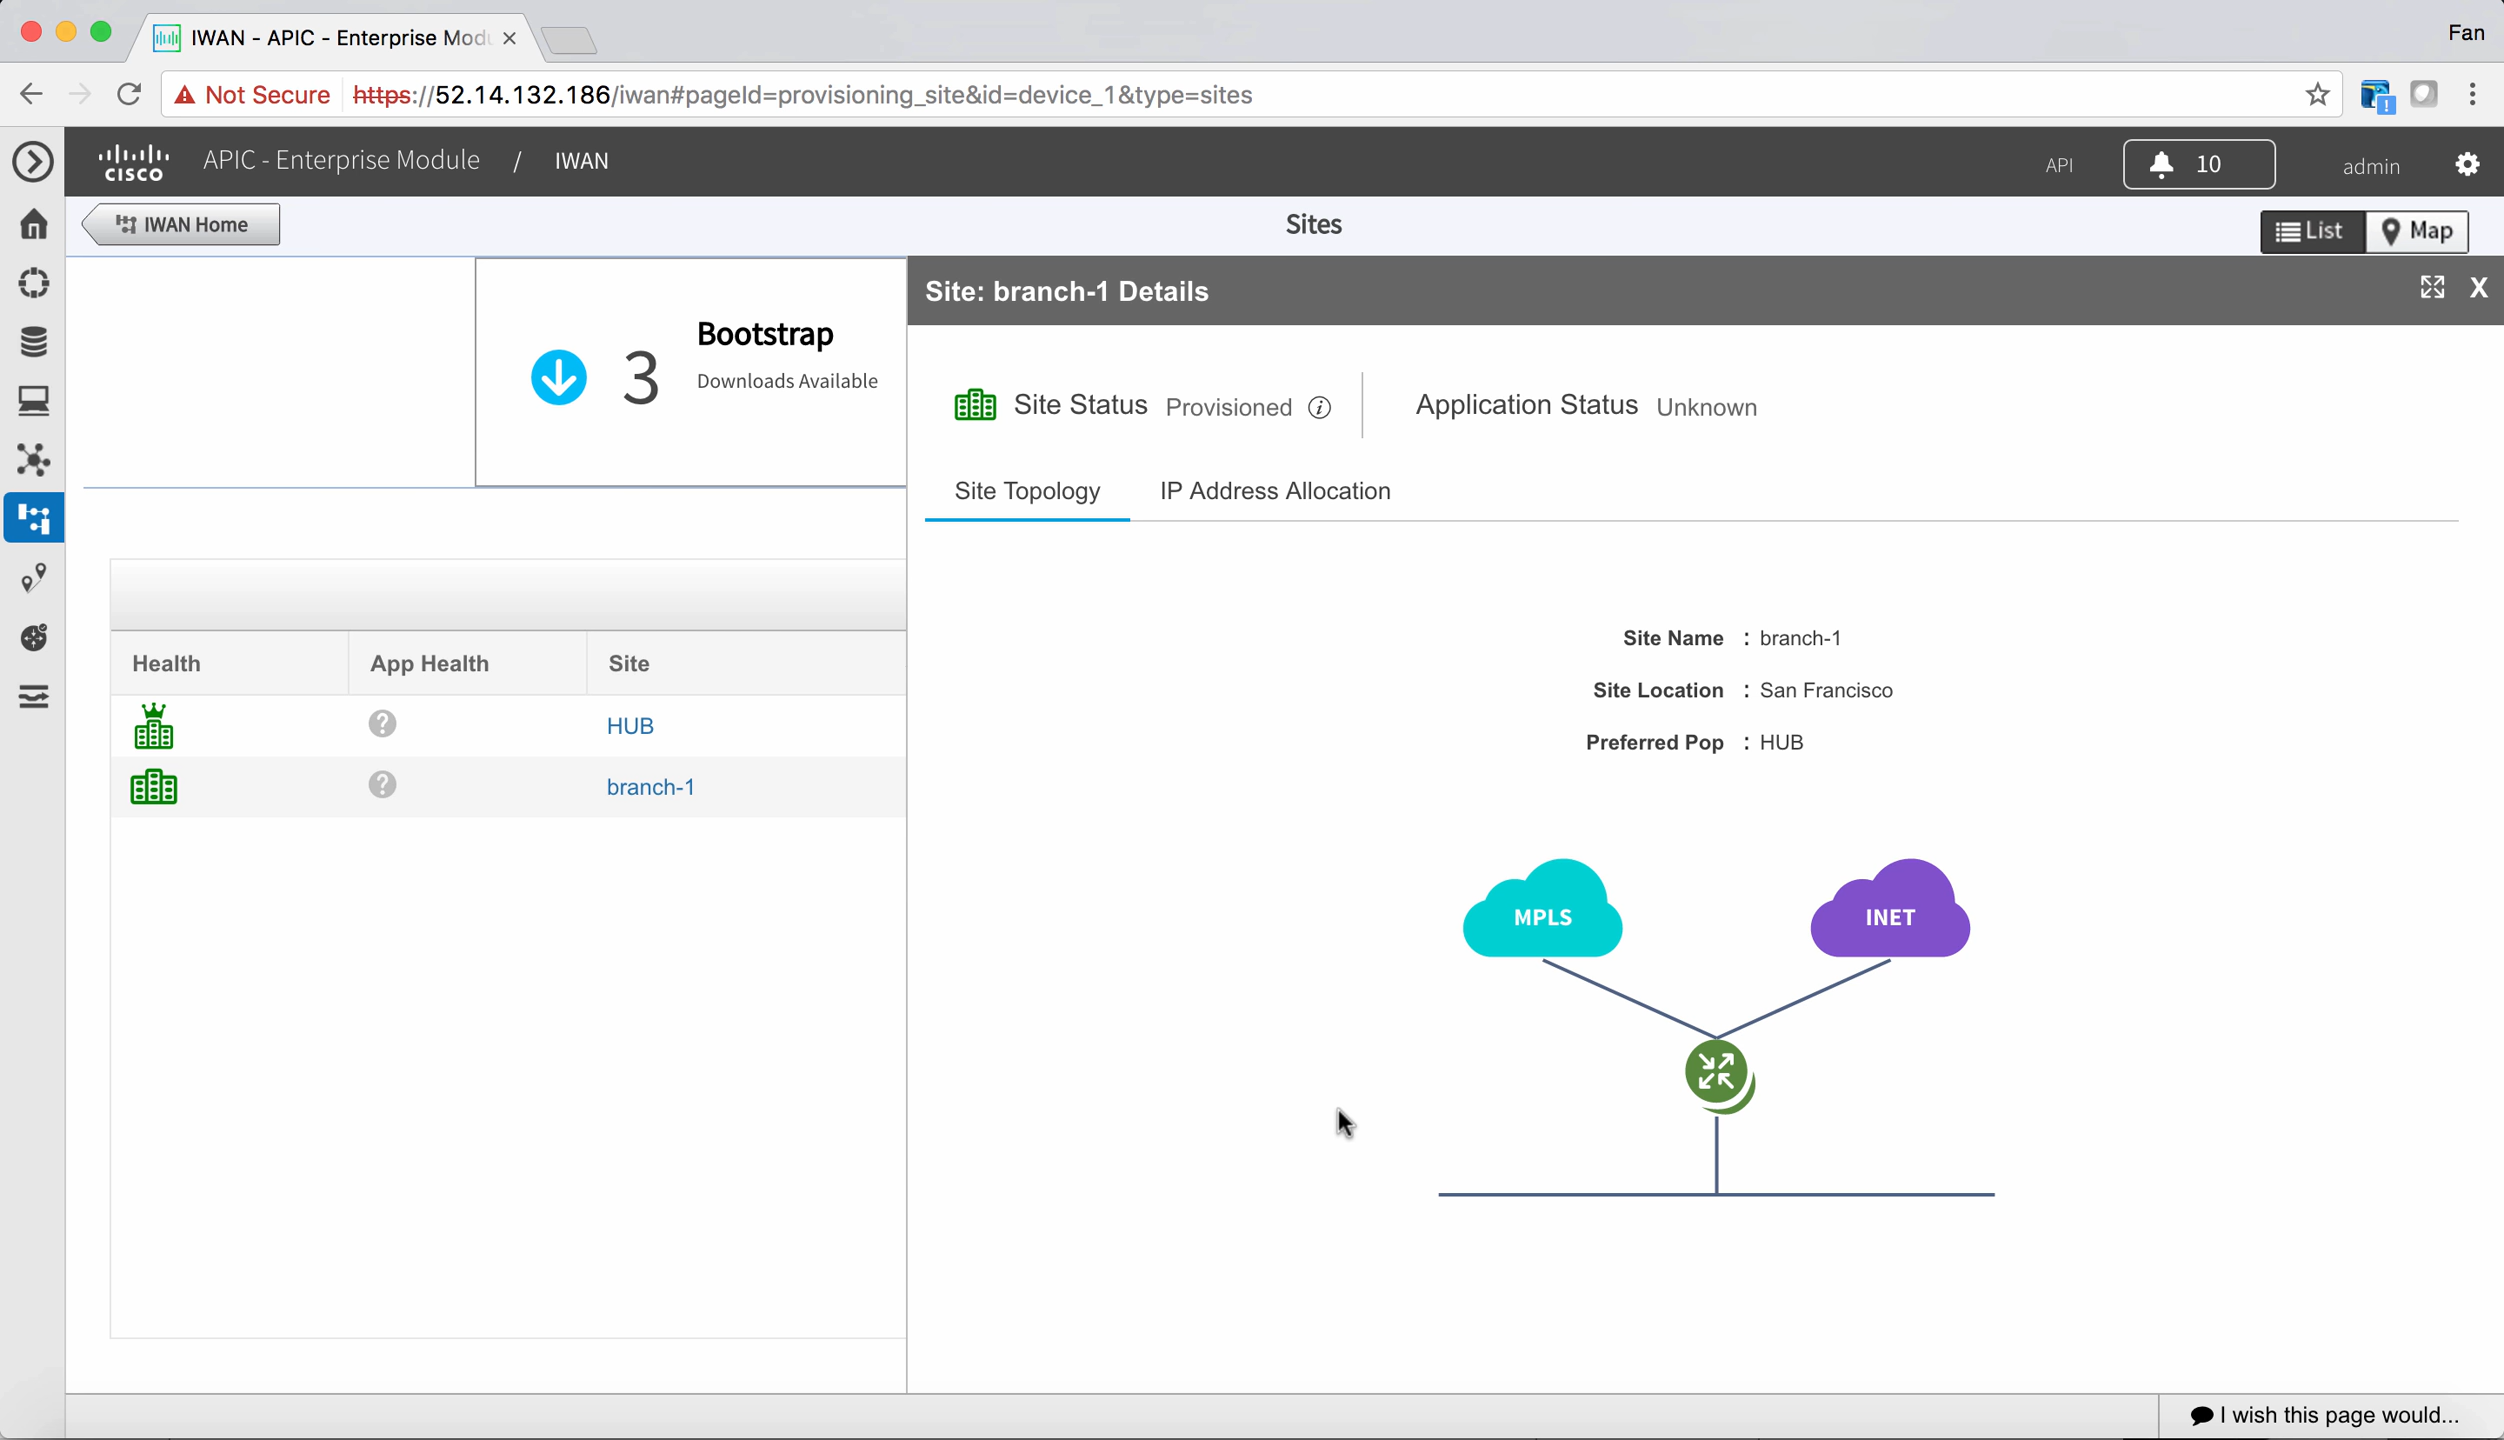 IWAN - APIC - Enterprise Modu
Fan
Not Secure https://52.14.132.186/iwan#pageId=provisioning_site&id=device_1&type=sites
CISCO APIC - Enterprise Module / IWAN
API
10
admin
IWAN Home
Sites
List
Map
3
Bootstrap
Downloads Available
Site: branch-1 Details
X
Site Status Provisioned
Application Status Unknown
Site Topology
IP Address Allocation
Health App Health Site
HUB
branch-1
Site Name : branch-1
Site Location : San Francisco
Preferred Pop : HUB
MPLS
INET
I wish this page would...